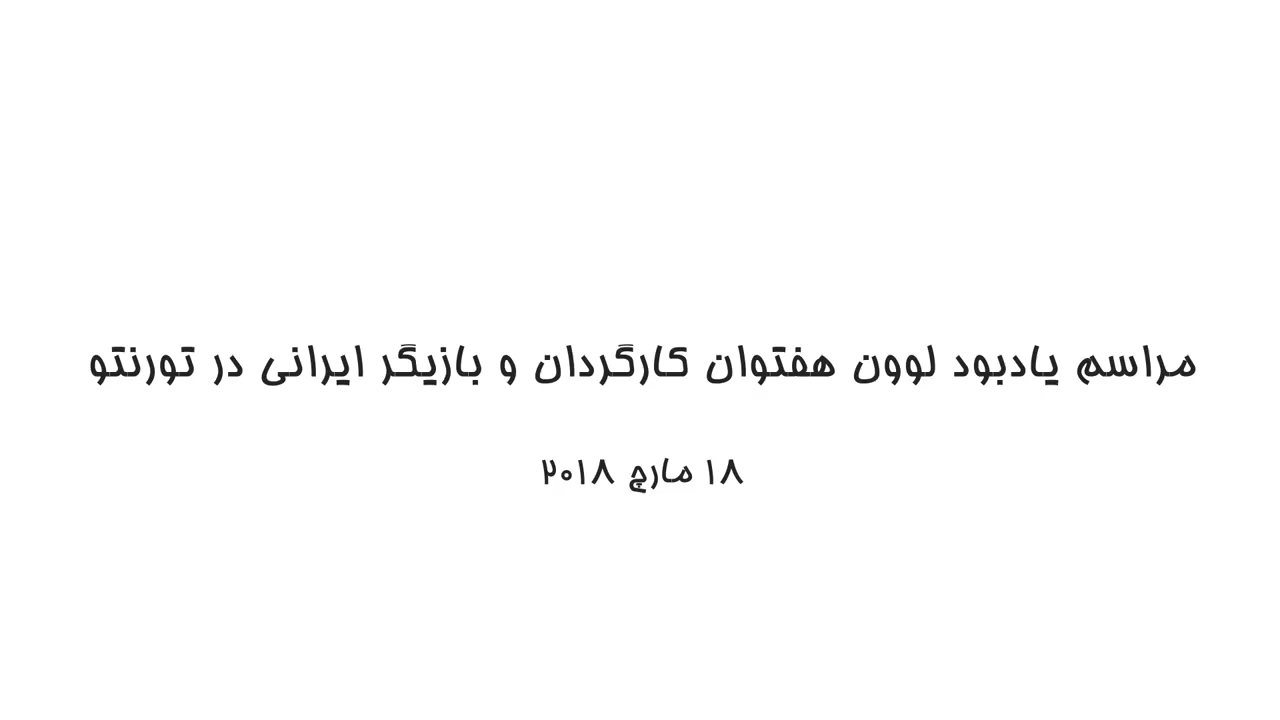 مراسم یادبود لوون هفتوان کارگردان و بازیگر ایرانی در تورنتو
۱۸ مارچ ۲۰۱۸